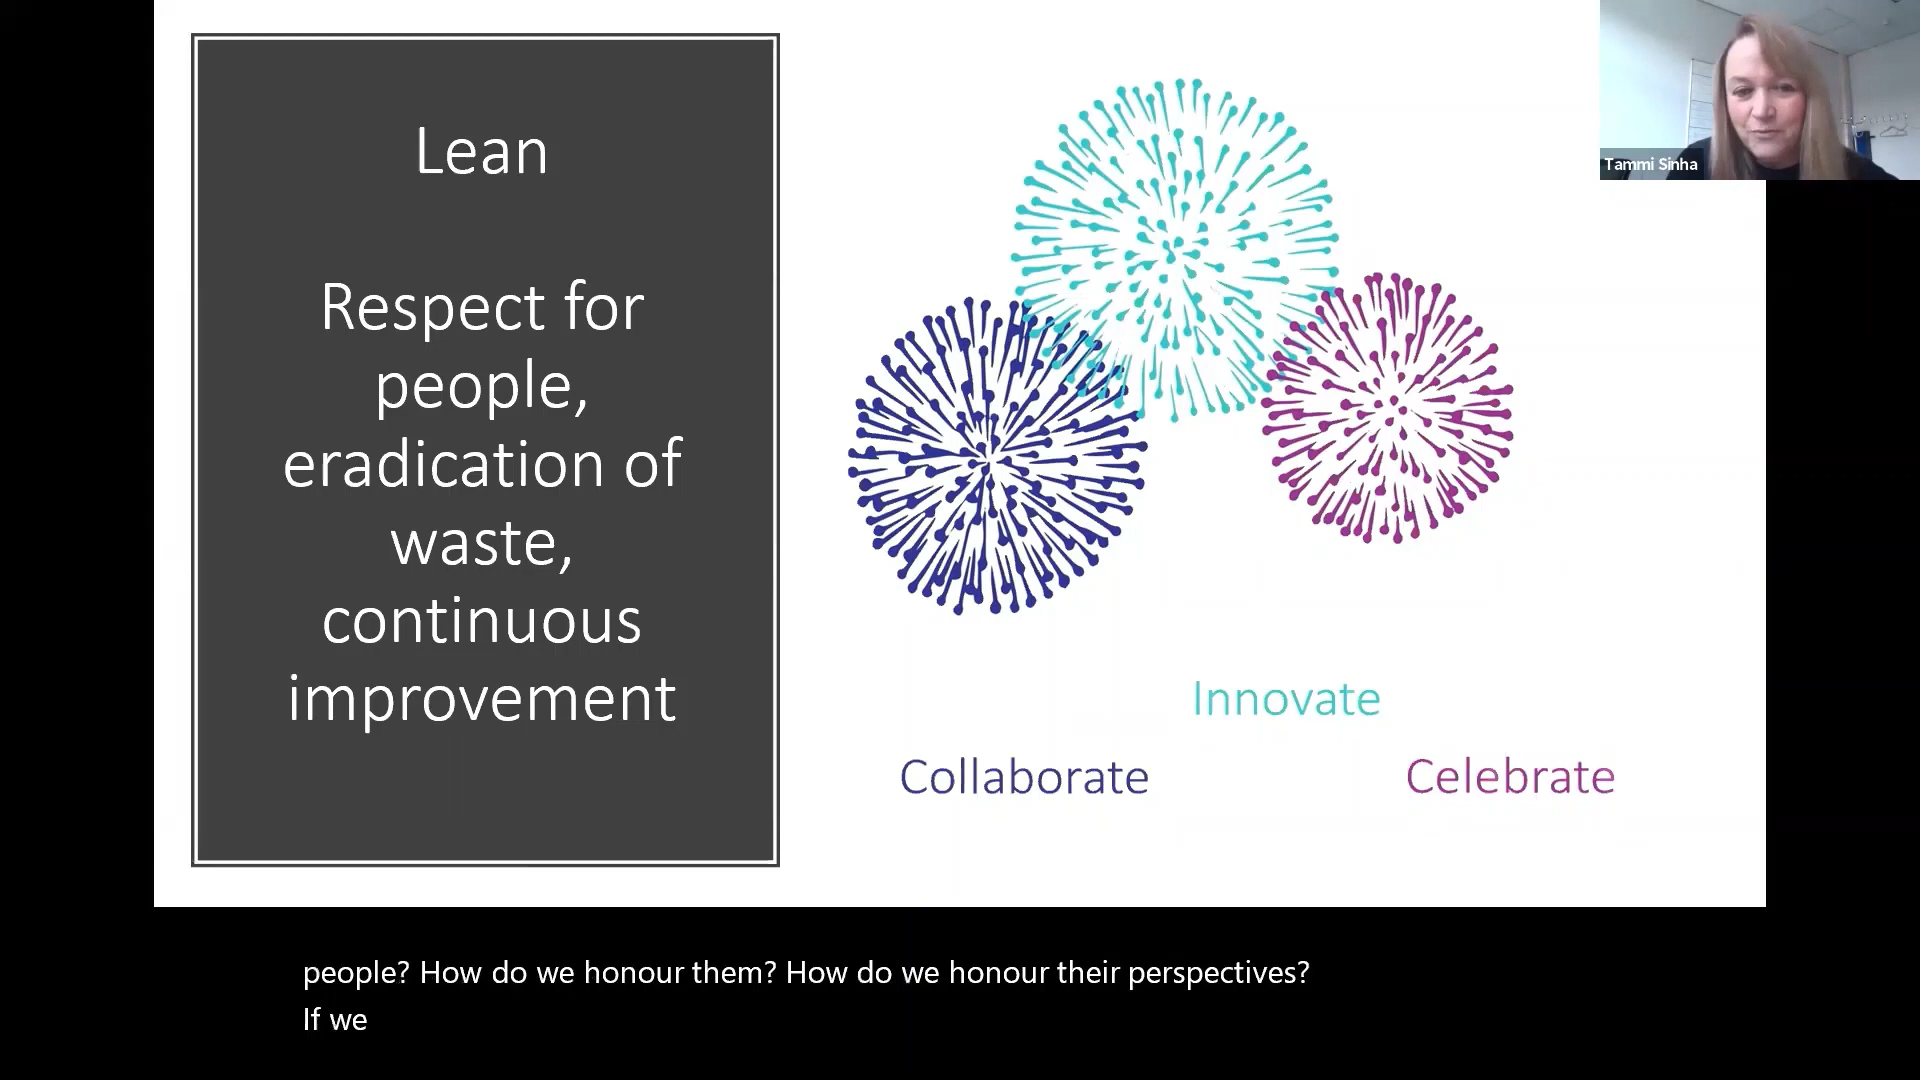 Lean
Respect for
people,
eradication of
waste,
continuous
improvement
Innovate
Collaborate
Celebrate
Tammi Sinha
people? How do we honour them? How do we honour their perspectives?
If we